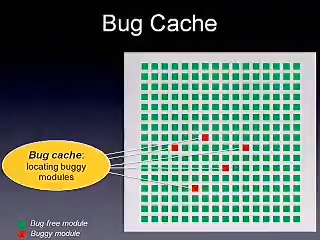 Bug Cache
Bug cache:
locating buggy
modules
Bug-free module
Buggy module